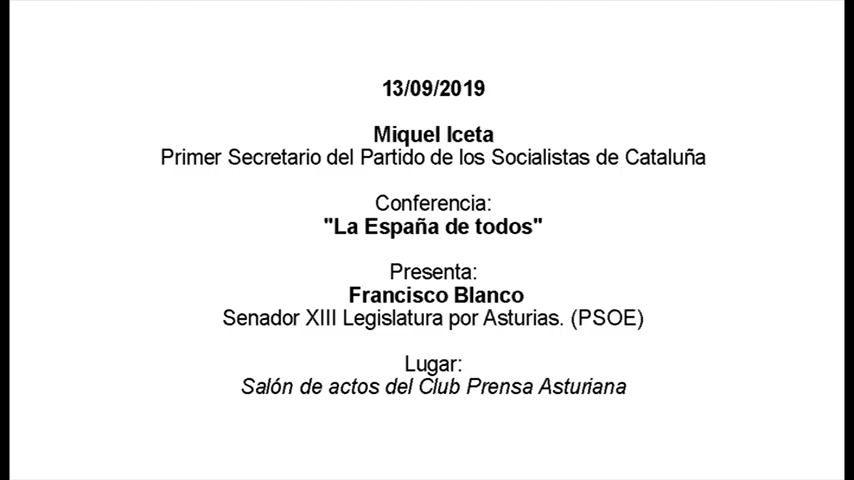 13/09/2019
Miquel Iceta
Primer Secretario del Partido de los Socialistas de Cataluña
Conferencia:
"La España de todos"
Presenta:
Francisco Blanco
Senador XIII Legislatura por Asturias. (PSOE)
Lugar:
Salón de actos del Club Prensa Asturiana